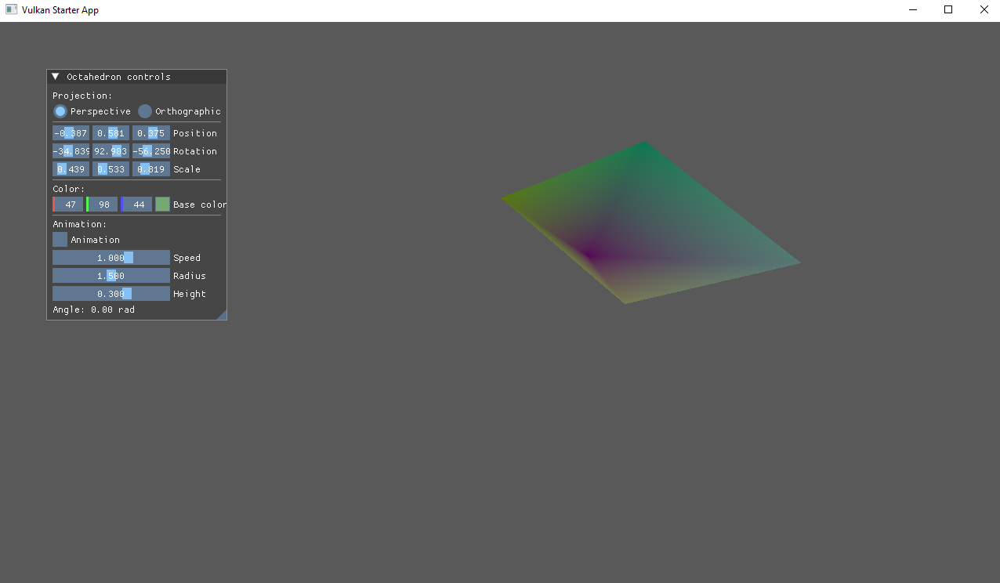 Vulkan Starter App
Octahedron controls
Projection:
Perspective Orthographic
-0.387 0.581 0.375 Position
-34.839 92.903 -56.250 Rotation
0.439 0.533 0.819 Scale
Color:
47 98 44 Base color
Animation:
Animation
1.000 Speed
1.500 Radius
0.300 Height
Angle: 0.00 rad